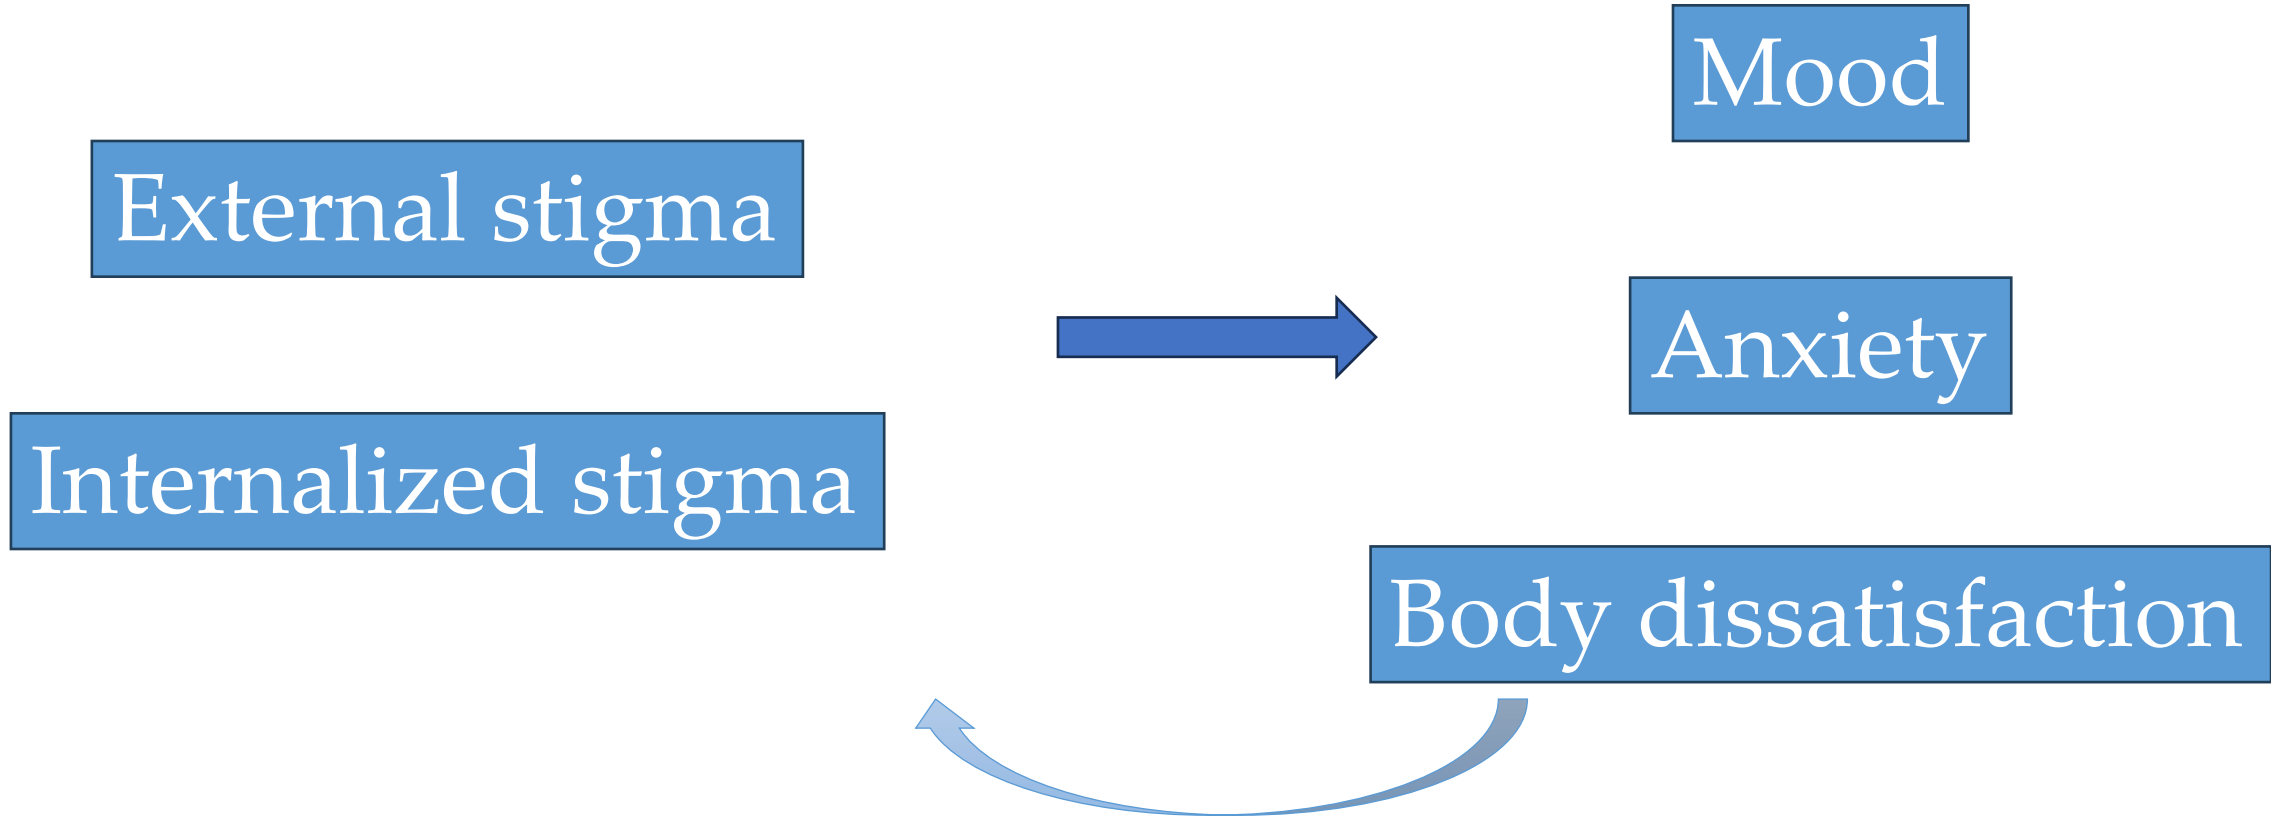 External stigma
Internalized stigma
Mood
Anxiety
Body dissatisfaction